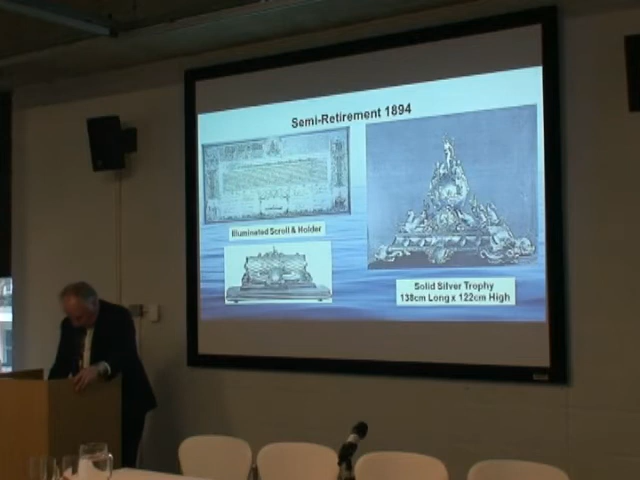 Semi-Retirement 1894
Illuminated Scroll & Holder
Solid Silver Trophy
138cm Long x 122cm High